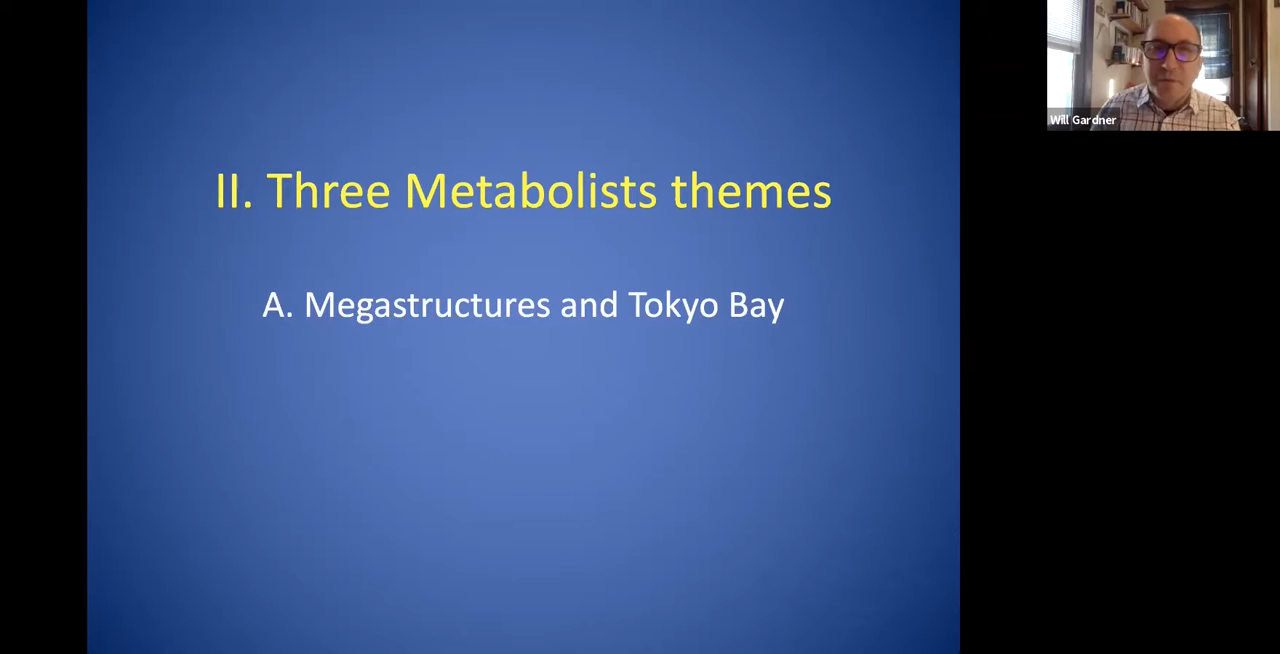 II. Three Metabolists themes
A. Megastructures and Tokyo Bay
Will Gardner